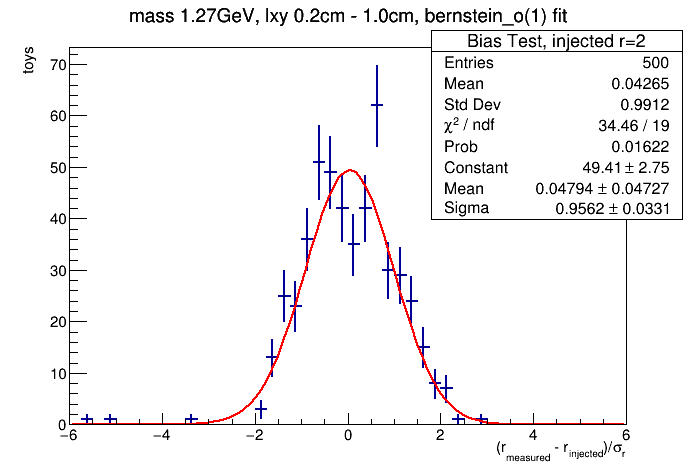 mass 1.27GeV, lxy 0.2cm - 1.0cm, bernstein_o(1) fit
Bias Test, injected r=2
Entries 500
Mean 0.04265
Std Dev 0.9912
χ² / ndf 34.46 / 19
Prob 0.01622
Constant 49.41 ± 2.75
Mean 0.04794 ± 0.04727
Sigma 0.9562 ± 0.0331
toys
70
60
50
40
30
20
10
0
−6 −4 −2 0 2 4 6
(r_measured - r_injected)/σ_r